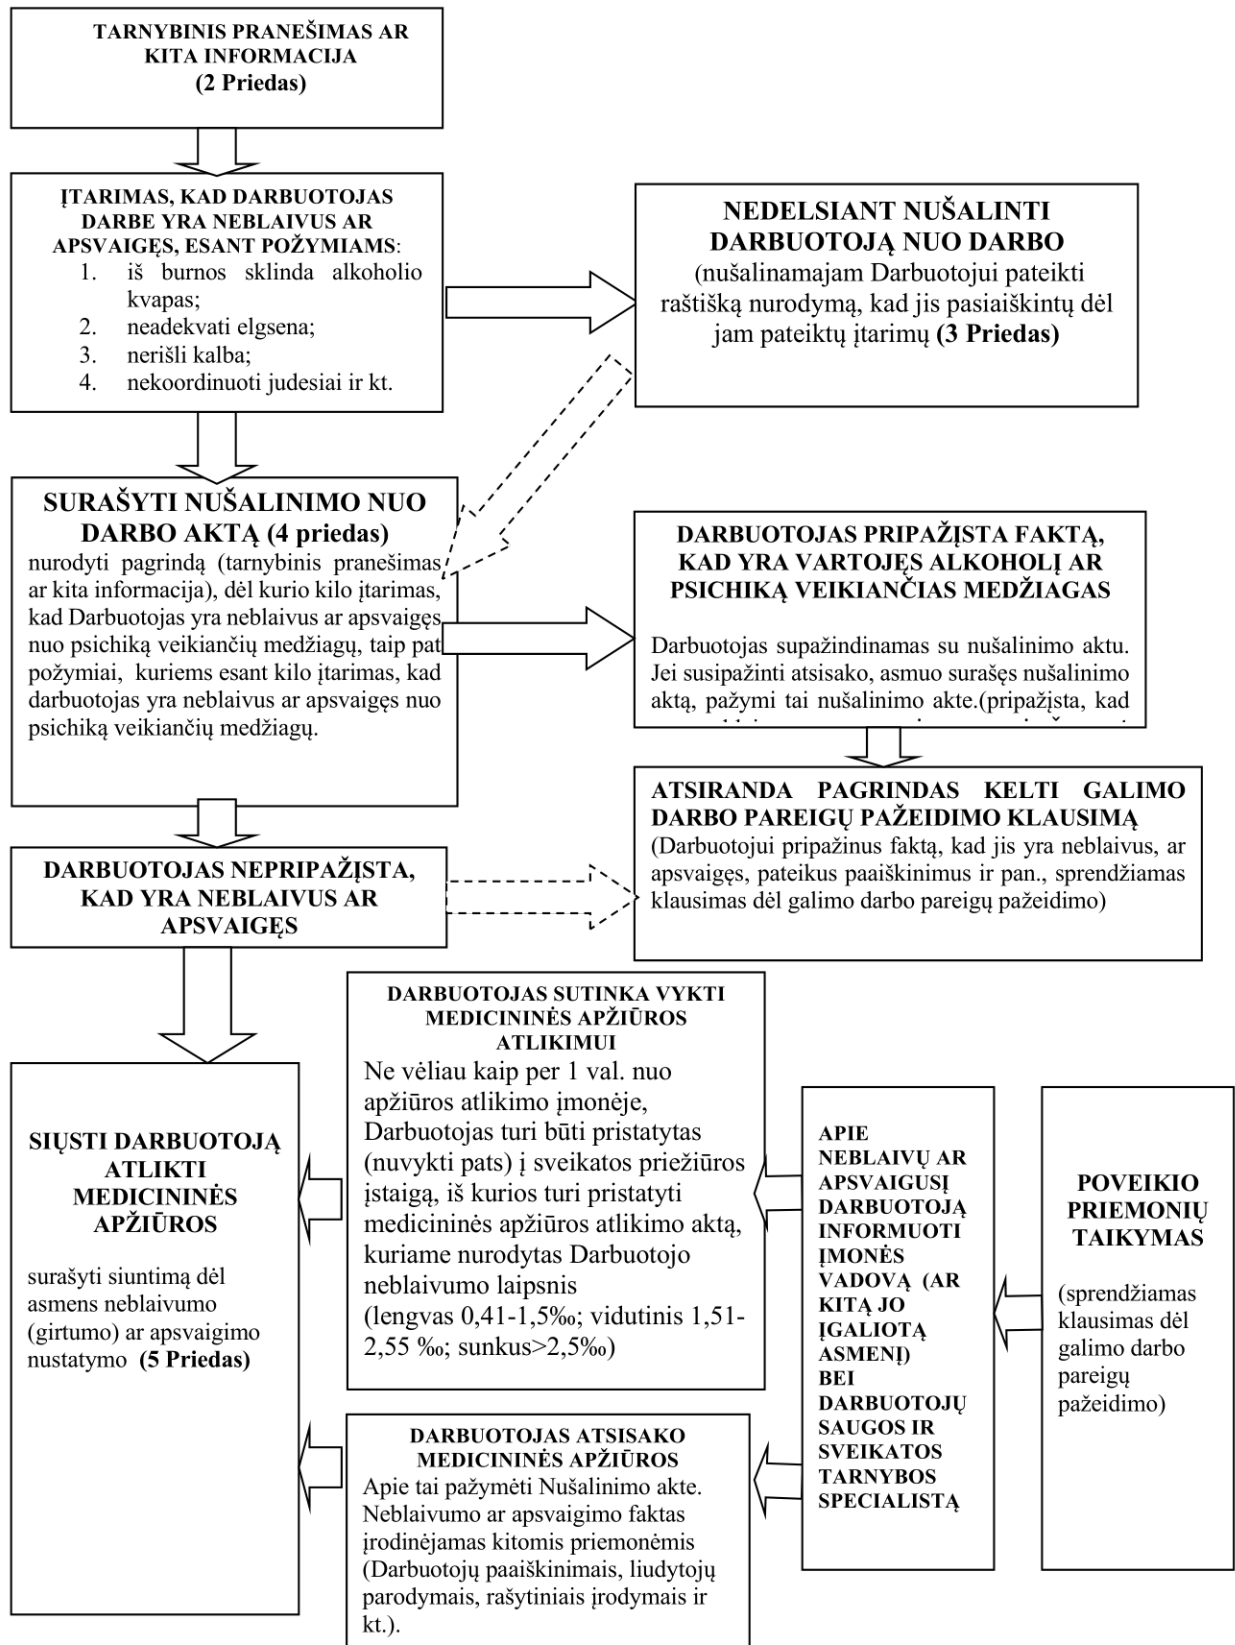 TARNYBINIS PRANEŠIMAS AR
KITA INFORMACIJA
(2 Priedas)
ĮTARIMAS, KAD DARBUOTOJAS
DARBE YRA NEBLAIVUS AR
APSVAIGĘS, ESANT POŽYMIAMS:
1. iš burnos sklinda alkoholio
kvapas;
2. neadekvati elgsena;
3. nerišli kalba;
4. nekoordinuoti judesiai ir kt.
NEDELSIANT NUŠALINTI
DARBUOTOJĄ NUO DARBO
(nušalinamajam Darbuotojui pateikti
raštišką nurodymą, kad jis pasiaiškintų dėl
jam pateiktų įtarimų (3 Priedas)
SURAŠYTI NUŠALINIMO NUO
DARBO AKTĄ (4 priedas)
nurodyti pagrindą (tarnybinis pranešimas
ar kita informacija), dėl kurio kilo įtarimas,
kad Darbuotojas yra neblaivus ar apsvaigęs
nuo psichiką veikiančių medžiagų, taip pat
požymiai, kuriems esant kilo įtarimas, kad
darbuotojas yra neblaivus ar apsvaigęs nuo
psichiką veikiančių medžiagų.
DARBUOTOJAS PRIPAŽĮSTA FAKTĄ,
KAD YRA VARTOJĘS ALKOHOLĮ AR
PSICHIKĄ VEIKIANČIAS MEDŽIAGAS
Darbuotojas supažindinamas su nušalinimo aktu.
Jei susipažinti atsisako, asmuo surašęs nušalinimo
aktą, pažymi tai nušalinimo akte.(pripažįsta, kad
ATSIRANDA PAGRINDAS KELTI GALIMO
DARBO PAREIGŲ PAŽEIDIMO KLAUSIMĄ
(Darbuotojui pripažinus faktą, kad jis yra neblaivus, ar
apsvaigęs, pateikus paaiškinimus ir pan., sprendžiamas
klausimas dėl galimo darbo pareigų pažeidimo)
DARBUOTOJAS NEPRIPAŽĮSTA,
KAD YRA NEBLAIVUS AR
APSVAIGĘS
DARBUOTOJAS SUTINKA VYKTI
MEDICININĖS APŽIŪROS
ATLIKIMUI
Ne vėliau kaip per 1 val. nuo
apžiūros atlikimo įmonėje,
Darbuotojas turi būti pristatytas
(nuvykti pats) į sveikatos priežiūros
įstaigą, iš kurios turi pristatyti
medicininės apžiūros atlikimo aktą,
kuriame nurodytas Darbuotojo
neblaivumo laipsnis
(lengvas 0,41-1,5‰; vidutinis 1,51-
2,55 ‰; sunkus>2,5‰)
SIŲSTI DARBUOTOJĄ
ATLIKTI
MEDICININĖS
APŽIŪROS
surašyti siuntimą dėl
asmens neblaivumo
(girtumo) ar apsvaigimo
nustatymo (5 Priedas)
APIE
NEBLAIVŲ AR
APSVAIGUSĮ
DARBUOTOJĄ
INFORMUOTI
ĮMONĖS
VADOVĄ (AR
KITĄ JO
ĮGALIOTĄ
ASMENĮ)
BEI
DARBUOTOJŲ
SAUGOS IR
SVEIKATOS
TARNYBOS
SPECIALISTĄ
POVEIKIO
PRIEMONIŲ
TAIKYMAS
(sprendžiamas
klausimas dėl
galimo darbo
pareigų
pažeidimo)
DARBUOTOJAS ATSISAKO
MEDICININĖS APŽIŪROS
Apie tai pažymėti Nušalinimo akte.
Neblaivumo ar apsvaigimo faktas
įrodinėjamas kitomis priemonėmis
(Darbuotojų paaiškinimais, liudytojų
parodymais, rašytiniais įrodymais ir
kt.).